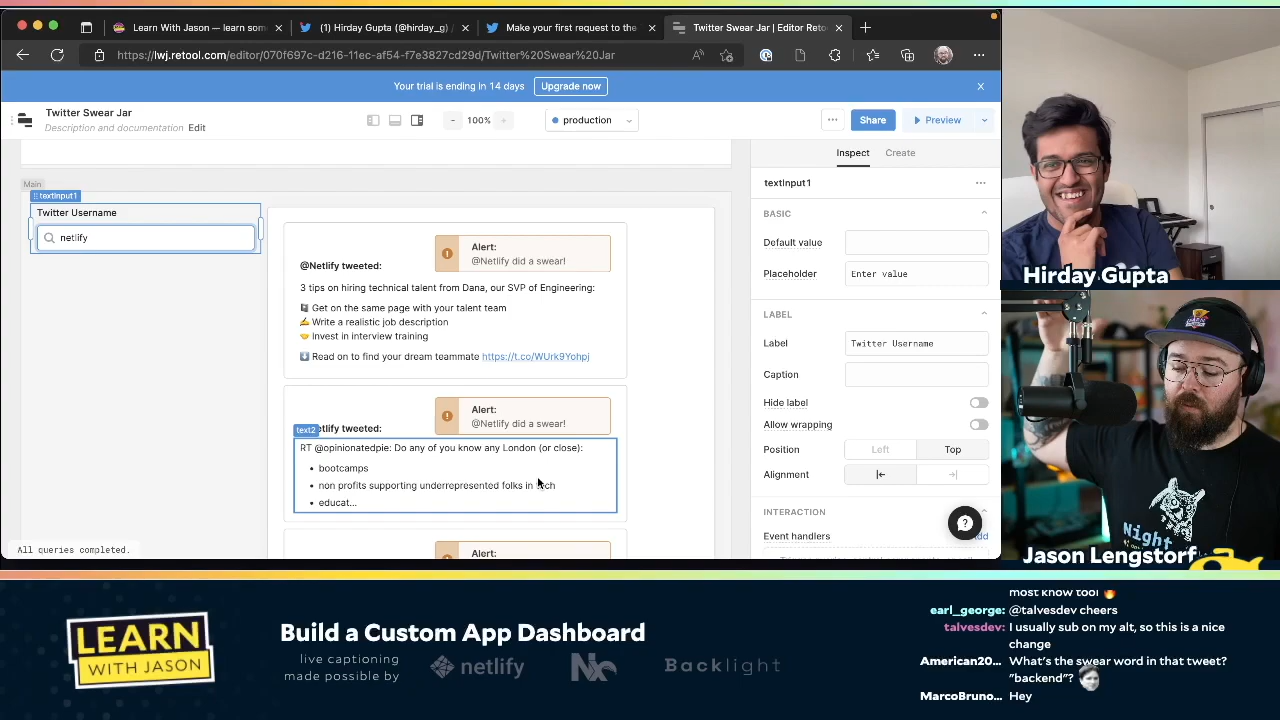 Learn With Jason — learn som
(1) Hirday Gupta (@hirday_g)
Make your first request to the
Twitter Swear Jar | Editor Reto
https://lwj.retool.com/editor/070f697c-d216-11ec-af54-f7e3827cd29d/Twitter%20Swear%20Jar
Your trial is ending in 14 days
Upgrade now
Twitter Swear Jar
Description and documentation
Edit
100%
production
Share
Preview
Main
textInput1
Twitter Username
netlify
@Netlify tweeted:
Alert:
@Netlify did a swear!
3 tips on hiring technical talent from Dana, our SVP of Engineering:
Get on the same page with your talent team
Write a realistic job description
Invest in interview training
Read on to find your dream teammate https://t.co/WUrk9Yohpj
etlify tweeted:
Alert:
@Netlify did a swear!
text2
RT @opinionatedpie: Do any of you know any London (or close):
• bootcamps
• non profits supporting underrepresented folks in tech
• educat...
Alert:
All queries completed.
Inspect
Create
textInput1
BASIC
Default value
Placeholder
Enter value
LABEL
Label
Twitter Username
Caption
Hide label
Allow wrapping
Position
Left
Top
Alignment
INTERACTION
Event handlers
dd
Hirday Gupta
Night
Jason Lengstorf
LEARN
WITH JASON
Build a Custom App Dashboard
live captioning
made possible by
netlify
Backlight
most know tool
earl_george: @talvesdev cheers
talvesdev: I usually sub on my alt, so this is a nice
change
American20... What's the swear word in that tweet?
"backend"?
MarcoBruno... Hey